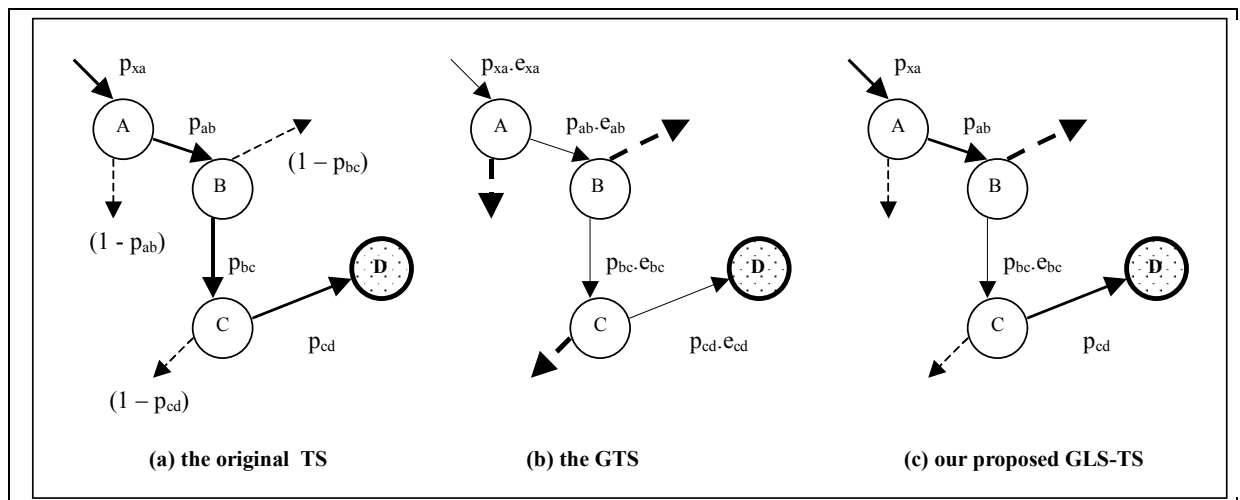 pxa
A
pab
(1 – pbc)
B
(1 - pab)
pbc
D
C
pcd
(1 – pcd)
(a) the original TS
pxa.exa
A
pab.eab
B
pbc.ebc
D
C
pcd.ecd
(b) the GTS
pxa
A
pab
B
pbc.ebc
D
C
pcd
(c) our proposed GLS-TS